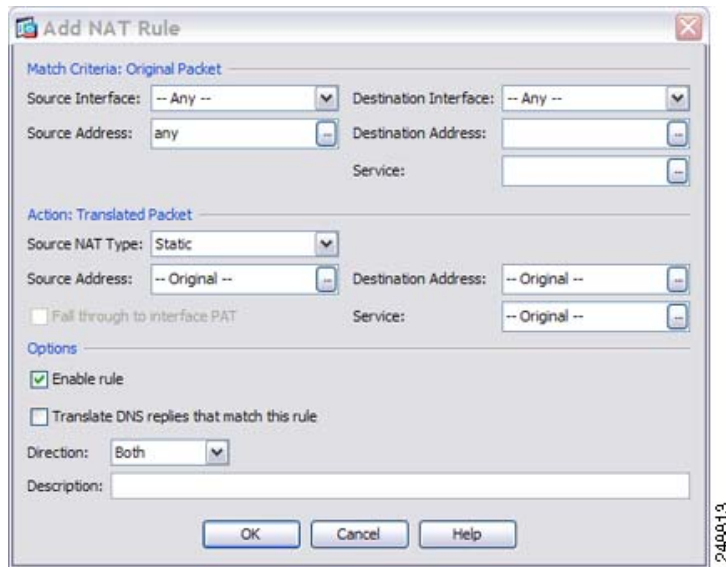 Add NAT Rule
Match Criteria: Original Packet
Source Interface: -- Any -- Destination Interface: -- Any --
Source Address: any ... Destination Address: ...
Service: ...
Action: Translated Packet
Source NAT Type: Static
Source Address: -- Original -- ... Destination Address: -- Original -- ...
Fall through to interface PAT Service: -- Original -- ...
Options
Enable rule
Translate DNS replies that match this rule
Direction: Both
Description:
OK Cancel Help
248813